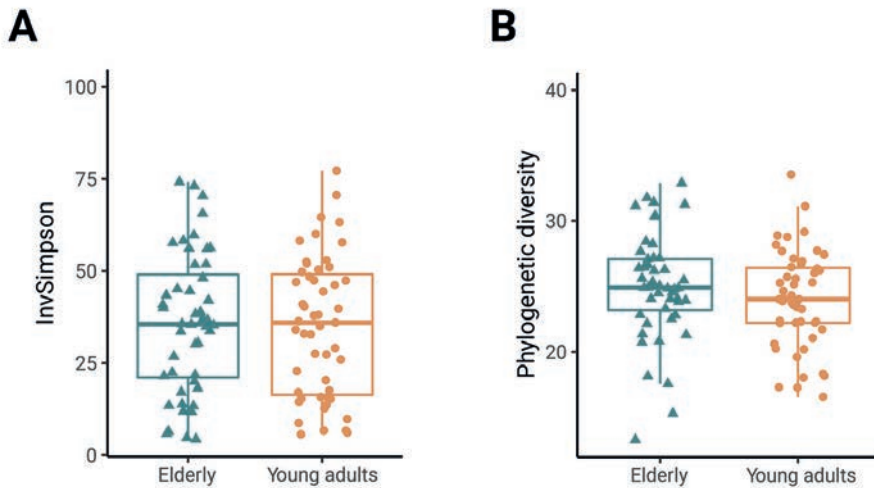 A
InvSimpson
100
75
50
25
0
Elderly Young adults
B
Phylogenetic diversity
40
30
20
Elderly Young adults